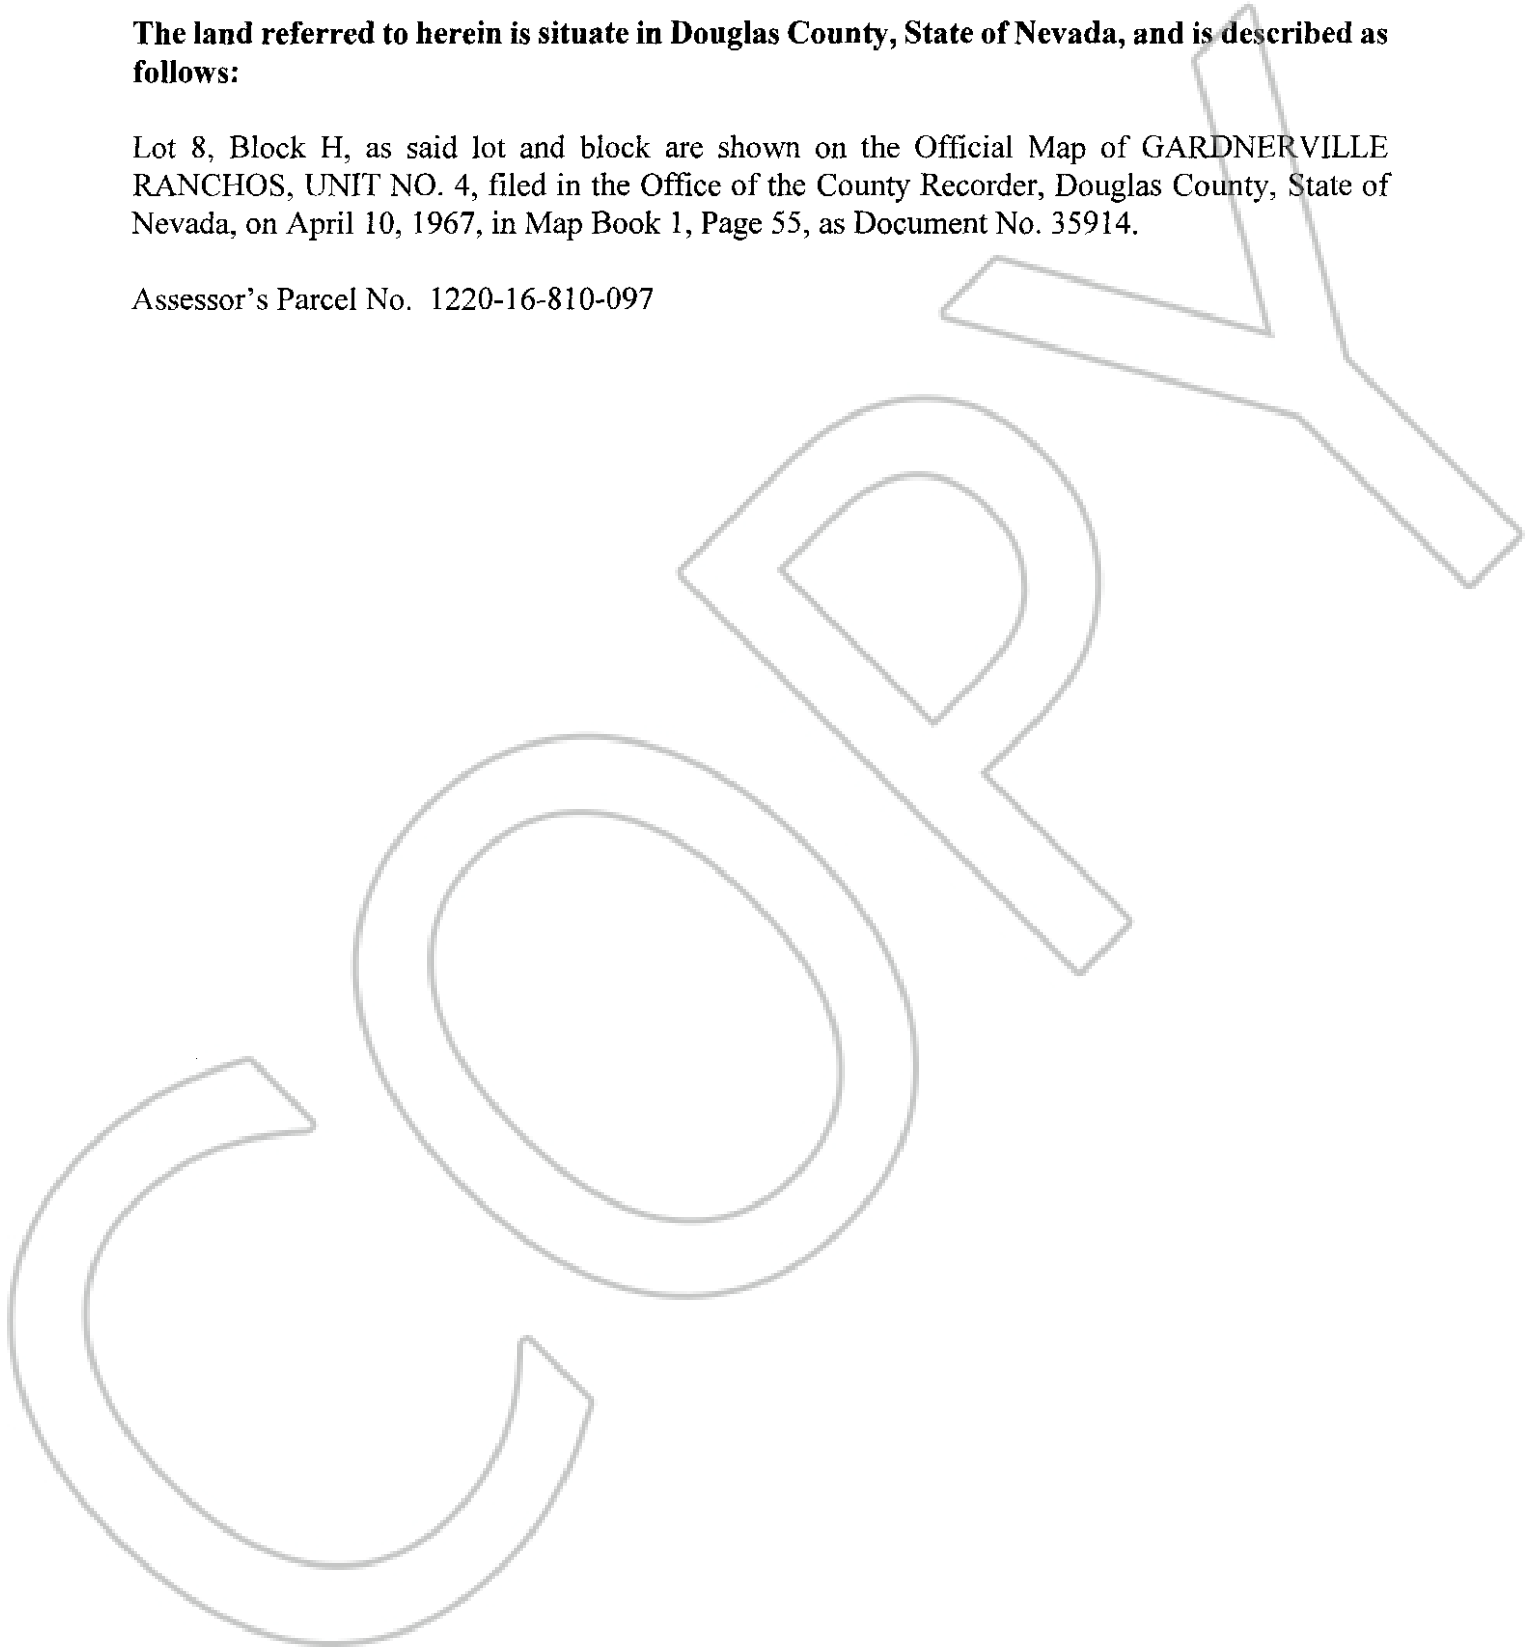 The land referred to herein is situate in Douglas County, State of Nevada, and is described as
follows:
Lot 8, Block H, as said lot and block are shown on the Official Map of GARDNERVILLE
RANCHOS, UNIT NO. 4, filed in the Office of the County Recorder, Douglas County, State of
Nevada, on April 10, 1967, in Map Book 1, Page 55, as Document No. 35914.
Assessor's Parcel No. 1220-16-810-097
COPY